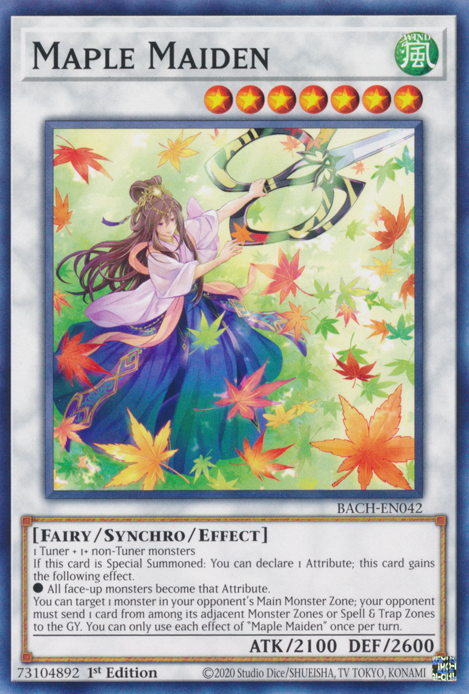 MAPLE MAIDEN
WIND
風
BACH-EN042
[FAIRY/SYNCHRO/EFFECT]
1 Tuner + 1+ non-Tuner monsters
If this card is Special Summoned: You can declare 1 Attribute; this card gains
the following effect.
● All face-up monsters become that Attribute.
You can target 1 monster in your opponent's Main Monster Zone; your opponent
must send 1 card from among its adjacent Monster Zones or Spell & Trap Zones
to the GY. You can only use each effect of "Maple Maiden" once per turn.
ATK/2100 DEF/2600
73104892 1st Edition ©2020 Studio Dice/SHUEISHA, TV TOKYO, KONAMI